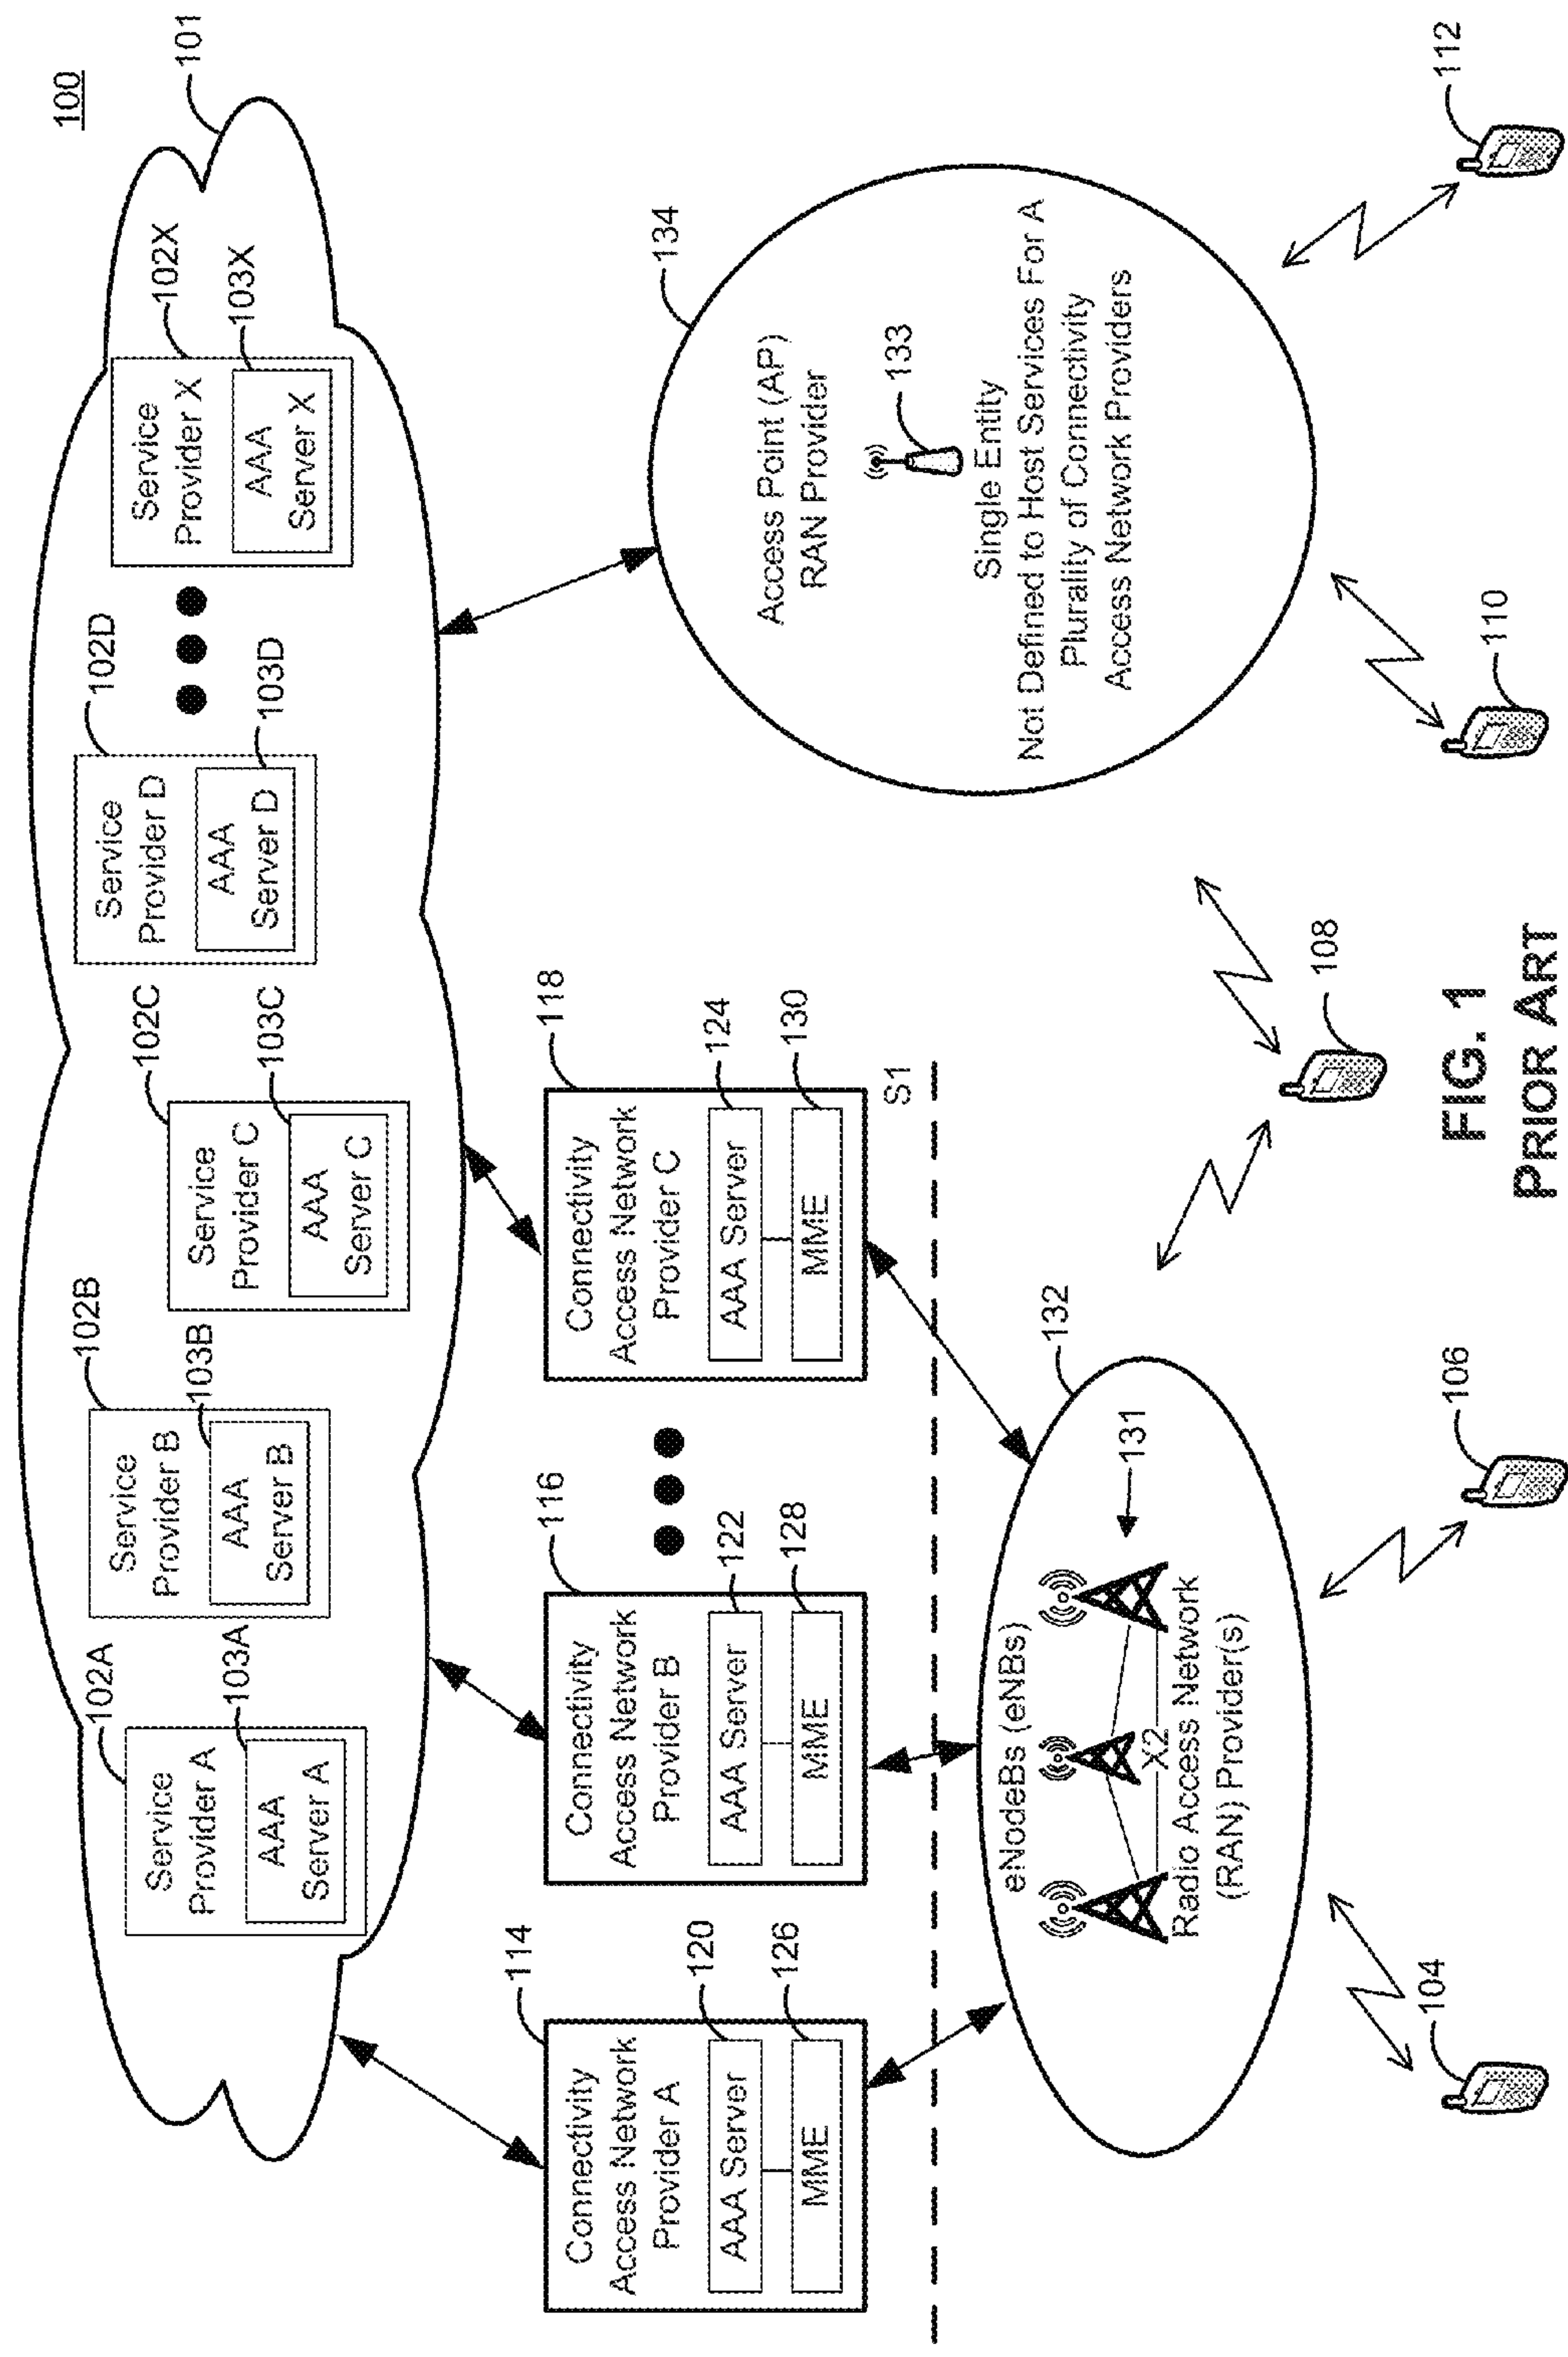 100
101
102A
Service
Provider A
103A
AAA
Server A
102B
Service
Provider B
103B
AAA
Server B
102C
Service
Provider C
103C
AAA
Server C
102D
Service
Provider D
103D
AAA
Server D
102X
Service
Provider X
103X
AAA
Server X
114
Connectivity
Access Network
Provider A
120
AAA Server
126
MME
116
Connectivity
Access Network
Provider B
122
AAA Server
128
MME
118
Connectivity
Access Network
Provider C
124
AAA Server
130
MME
S1
134
Access Point (AP)
RAN Provider
133
Single Entity
Not Defined to Host Services For A
Plurality of Connectivity
Access Network Providers
132
eNodeBs (eNBs)
131
X2
Radio Access Network
(RAN) Provider(s)
104
106
108
110
112
FIG. 1
PRIOR ART